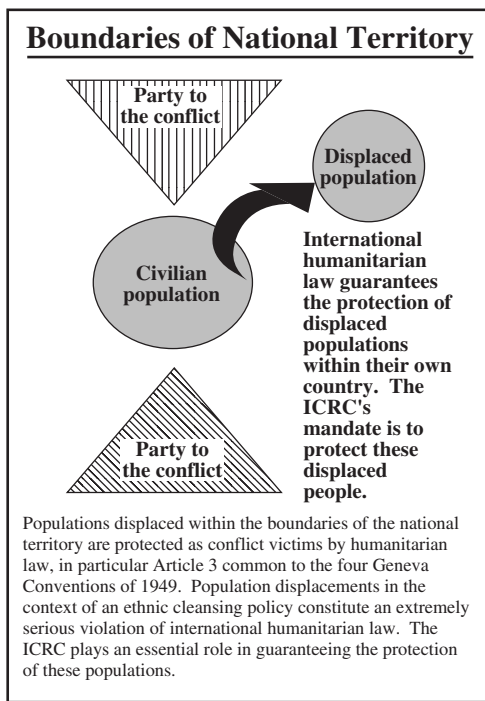 Boundaries of National Territory
Party to
the conflict
Displaced
population
Civilian
population
International
humanitarian
law guarantees
the protection of
displaced
populations
within their own
country. The
ICRC's
mandate is to
protect these
displaced
people.
Party to
the conflict
Populations displaced within the boundaries of the national
territory are protected as conflict victims by humanitarian
law, in particular Article 3 common to the four Geneva
Conventions of 1949. Population displacements in the
context of an ethnic cleansing policy constitute an extremely
serious violation of international humanitarian law. The
ICRC plays an essential role in guaranteeing the protection
of these populations.